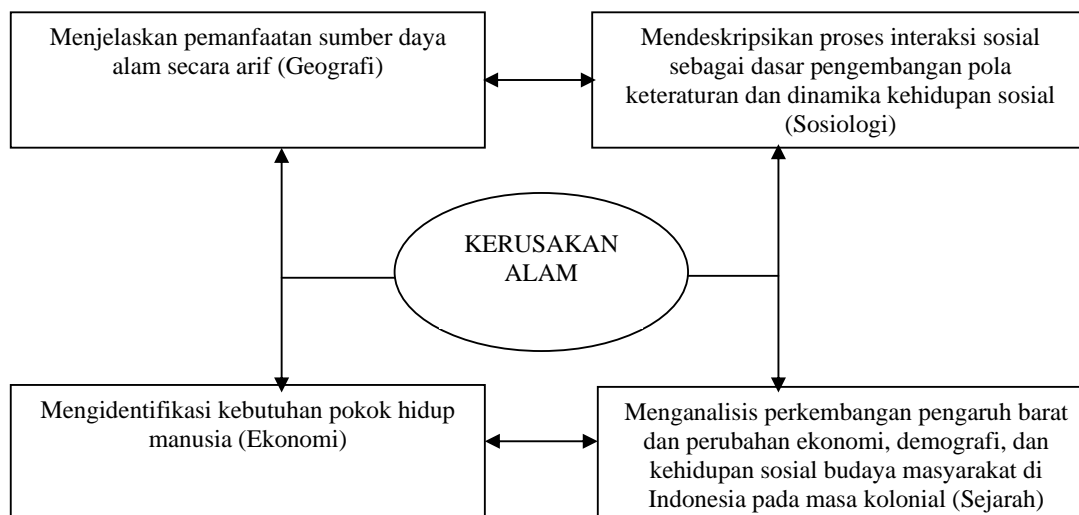 Menjelaskan pemanfaatan sumber daya
alam secara arif (Geografi)
Mendeskripsikan proses interaksi sosial
sebagai dasar pengembangan pola
keteraturan dan dinamika kehidupan sosial
(Sosiologi)
KERUSAKAN
ALAM
Mengidentifikasi kebutuhan pokok hidup
manusia (Ekonomi)
Menganalisis perkembangan pengaruh barat
dan perubahan ekonomi, demografi, dan
kehidupan sosial budaya masyarakat di
Indonesia pada masa kolonial (Sejarah)